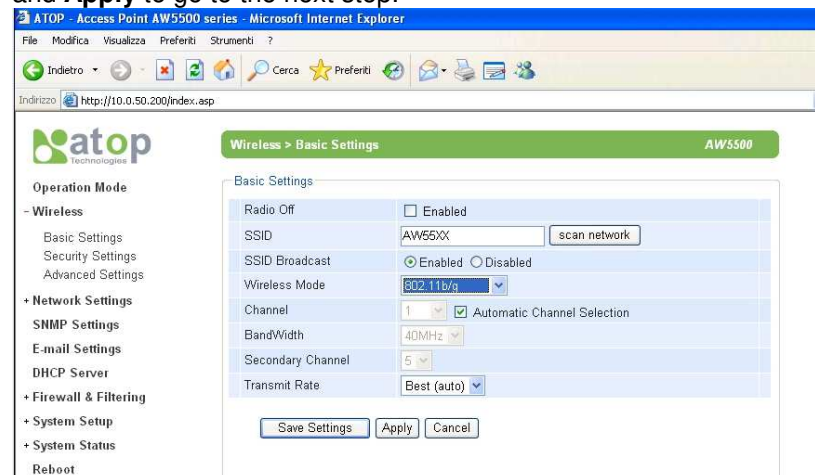 and Apply to go to the next step.
ATOP - Access Point AW5500 series - Microsoft Internet Explorer
File Modifica Visualizza Preferiti Strumenti ?
Indietro Cerca Preferiti
Indirizzo http://10.0.50.200/index.asp
atop
Technologies
Wireless > Basic Settings AW5500
Operation Mode
- Wireless
Basic Settings
Security Settings
Advanced Settings
+ Network Settings
SNMP Settings
E-mail Settings
DHCP Server
+ Firewall & Filtering
+ System Setup
+ System Status
Reboot
Basic Settings
Radio Off Enabled
SSID AW55XX scan network
SSID Broadcast Enabled Disabled
Wireless Mode 802.11b/g
Channel 1 Automatic Channel Selection
BandWidth 40MHz
Secondary Channel 5
Transmit Rate Best (auto)
Save Settings Apply Cancel